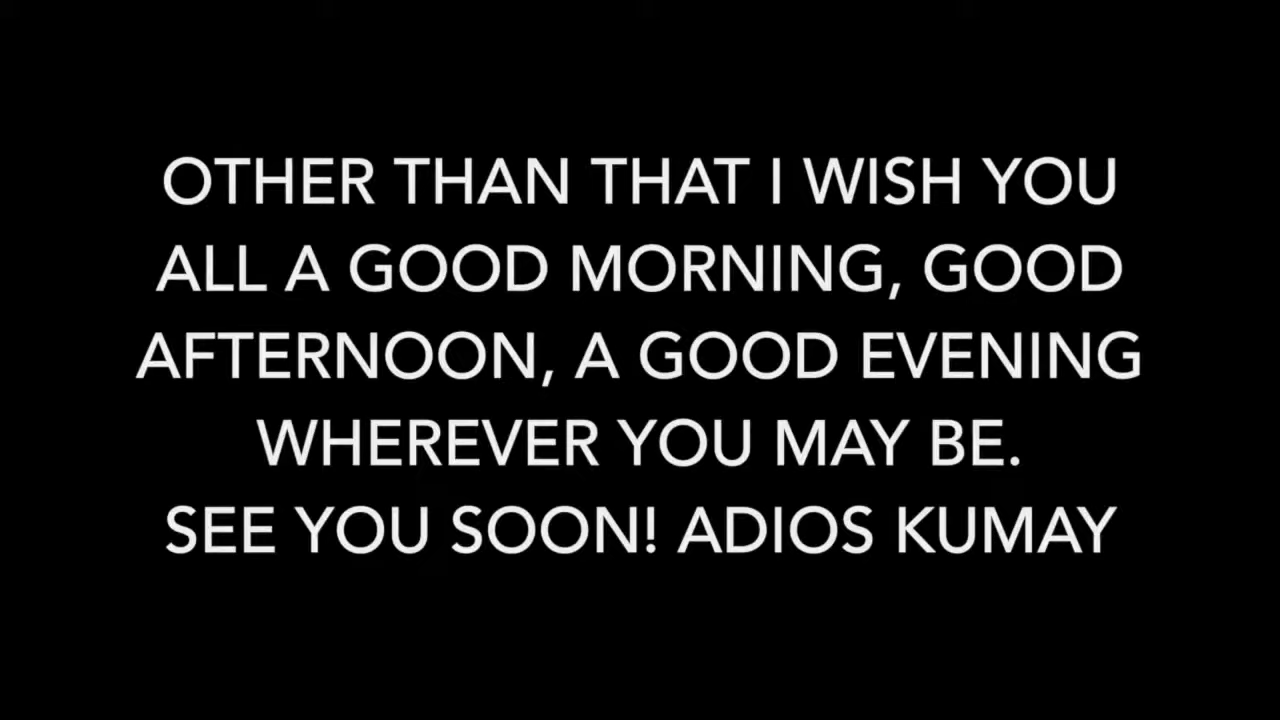 OTHER THAN THAT I WISH YOU
ALL A GOOD MORNING, GOOD
AFTERNOON, A GOOD EVENING
WHEREVER YOU MAY BE.
SEE YOU SOON! ADIOS KUMAY